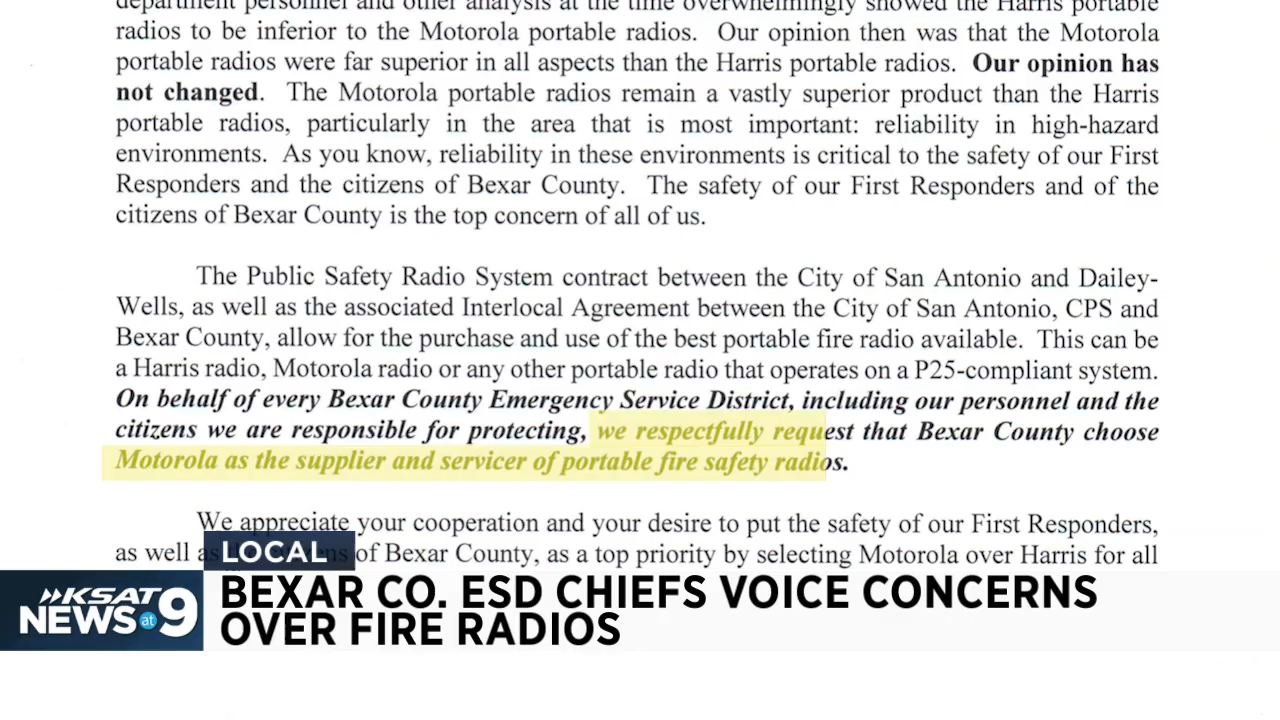 department personnel and other analysis at the time overwhelmingly showed the Harris portable
radios to be inferior to the Motorola portable radios. Our opinion then was that the Motorola
portable radios were far superior in all aspects than the Harris portable radios. Our opinion has
not changed. The Motorola portable radios remain a vastly superior product than the Harris
portable radios, particularly in the area that is most important: reliability in high-hazard
environments. As you know, reliability in these environments is critical to the safety of our First
Responders and the citizens of Bexar County. The safety of our First Responders and of the
citizens of Bexar County is the top concern of all of us.
The Public Safety Radio System contract between the City of San Antonio and Dailey-
Wells, as well as the associated Interlocal Agreement between the City of San Antonio, CPS and
Bexar County, allow for the purchase and use of the best portable fire radio available. This can be
a Harris radio, Motorola radio or any other portable radio that operates on a P25-compliant system.
On behalf of every Bexar County Emergency Service District, including our personnel and the
citizens we are responsible for protecting, we respectfully request that Bexar County choose
Motorola as the supplier and servicer of portable fire safety radios.
We appreciate your cooperation and your desire to put the safety of our First Responders,
as well as the citizens of Bexar County, as a top priority by selecting Motorola over Harris for all
LOCAL
KSAT
NEWS at 9
BEXAR CO. ESD CHIEFS VOICE CONCERNS
OVER FIRE RADIOS